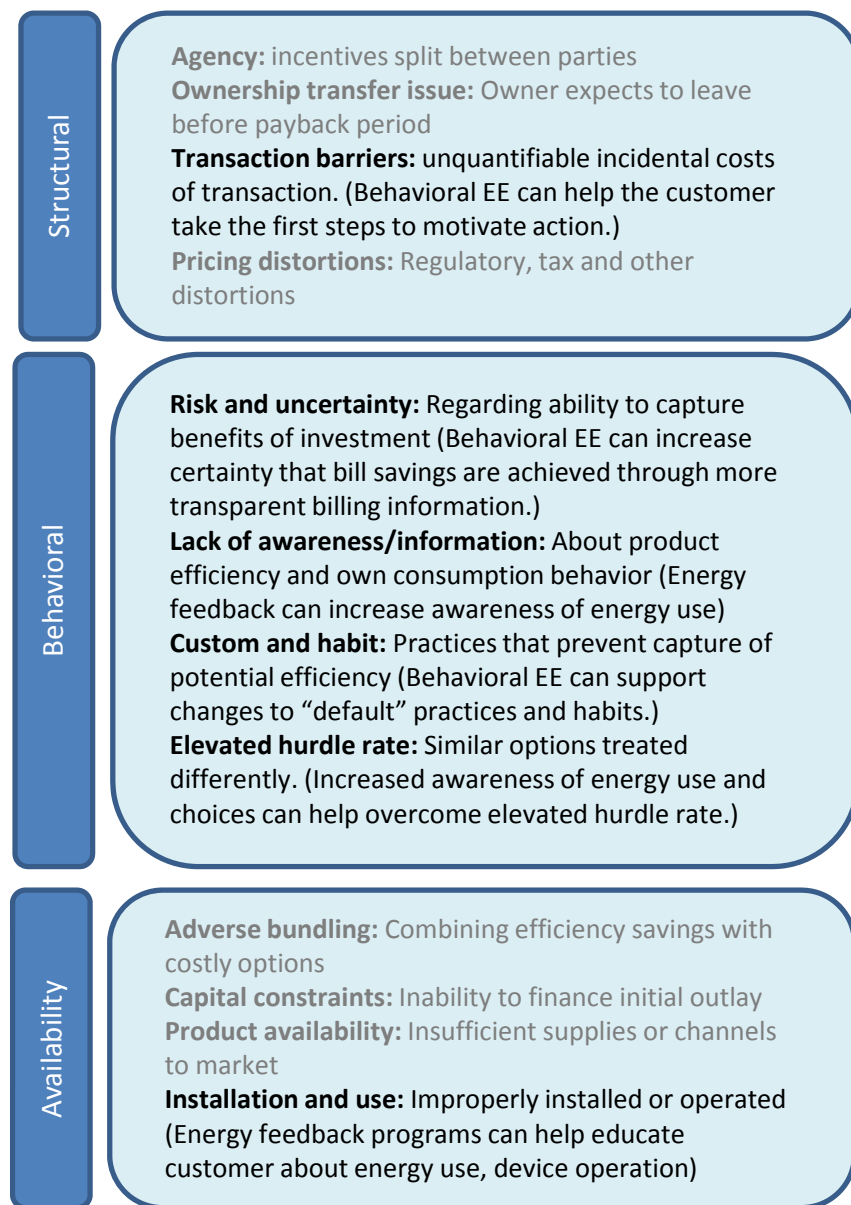 Structural
Agency: incentives split between parties
Ownership transfer issue: Owner expects to leave
before payback period
Transaction barriers: unquantifiable incidental costs
of transaction. (Behavioral EE can help the customer
take the first steps to motivate action.)
Pricing distortions: Regulatory, tax and other
distortions
Behavioral
Risk and uncertainty: Regarding ability to capture
benefits of investment (Behavioral EE can increase
certainty that bill savings are achieved through more
transparent billing information.)
Lack of awareness/information: About product
efficiency and own consumption behavior (Energy
feedback can increase awareness of energy use)
Custom and habit: Practices that prevent capture of
potential efficiency (Behavioral EE can support
changes to “default” practices and habits.)
Elevated hurdle rate: Similar options treated
differently. (Increased awareness of energy use and
choices can help overcome elevated hurdle rate.)
Availability
Adverse bundling: Combining efficiency savings with
costly options
Capital constraints: Inability to finance initial outlay
Product availability: Insufficient supplies or channels
to market
Installation and use: Improperly installed or operated
(Energy feedback programs can help educate
customer about energy use, device operation)